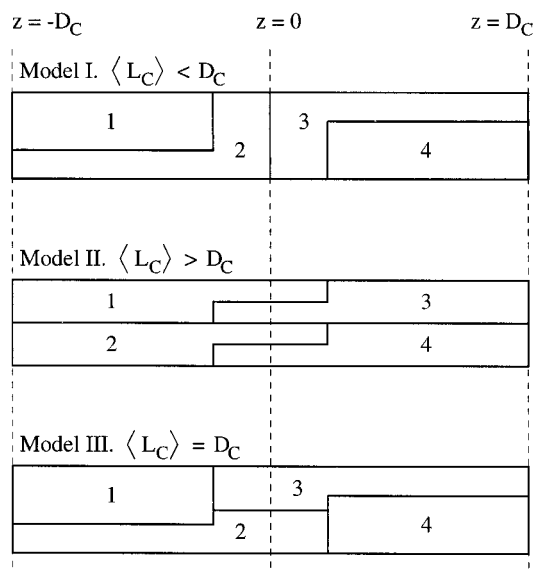 z = -D_C z = 0 z = D_C
Model I. ⟨L_C⟩ < D_C
1 3
2 4
Model II. ⟨L_C⟩ > D_C
1 3
2 4
Model III. ⟨L_C⟩ = D_C
1 3
2 4